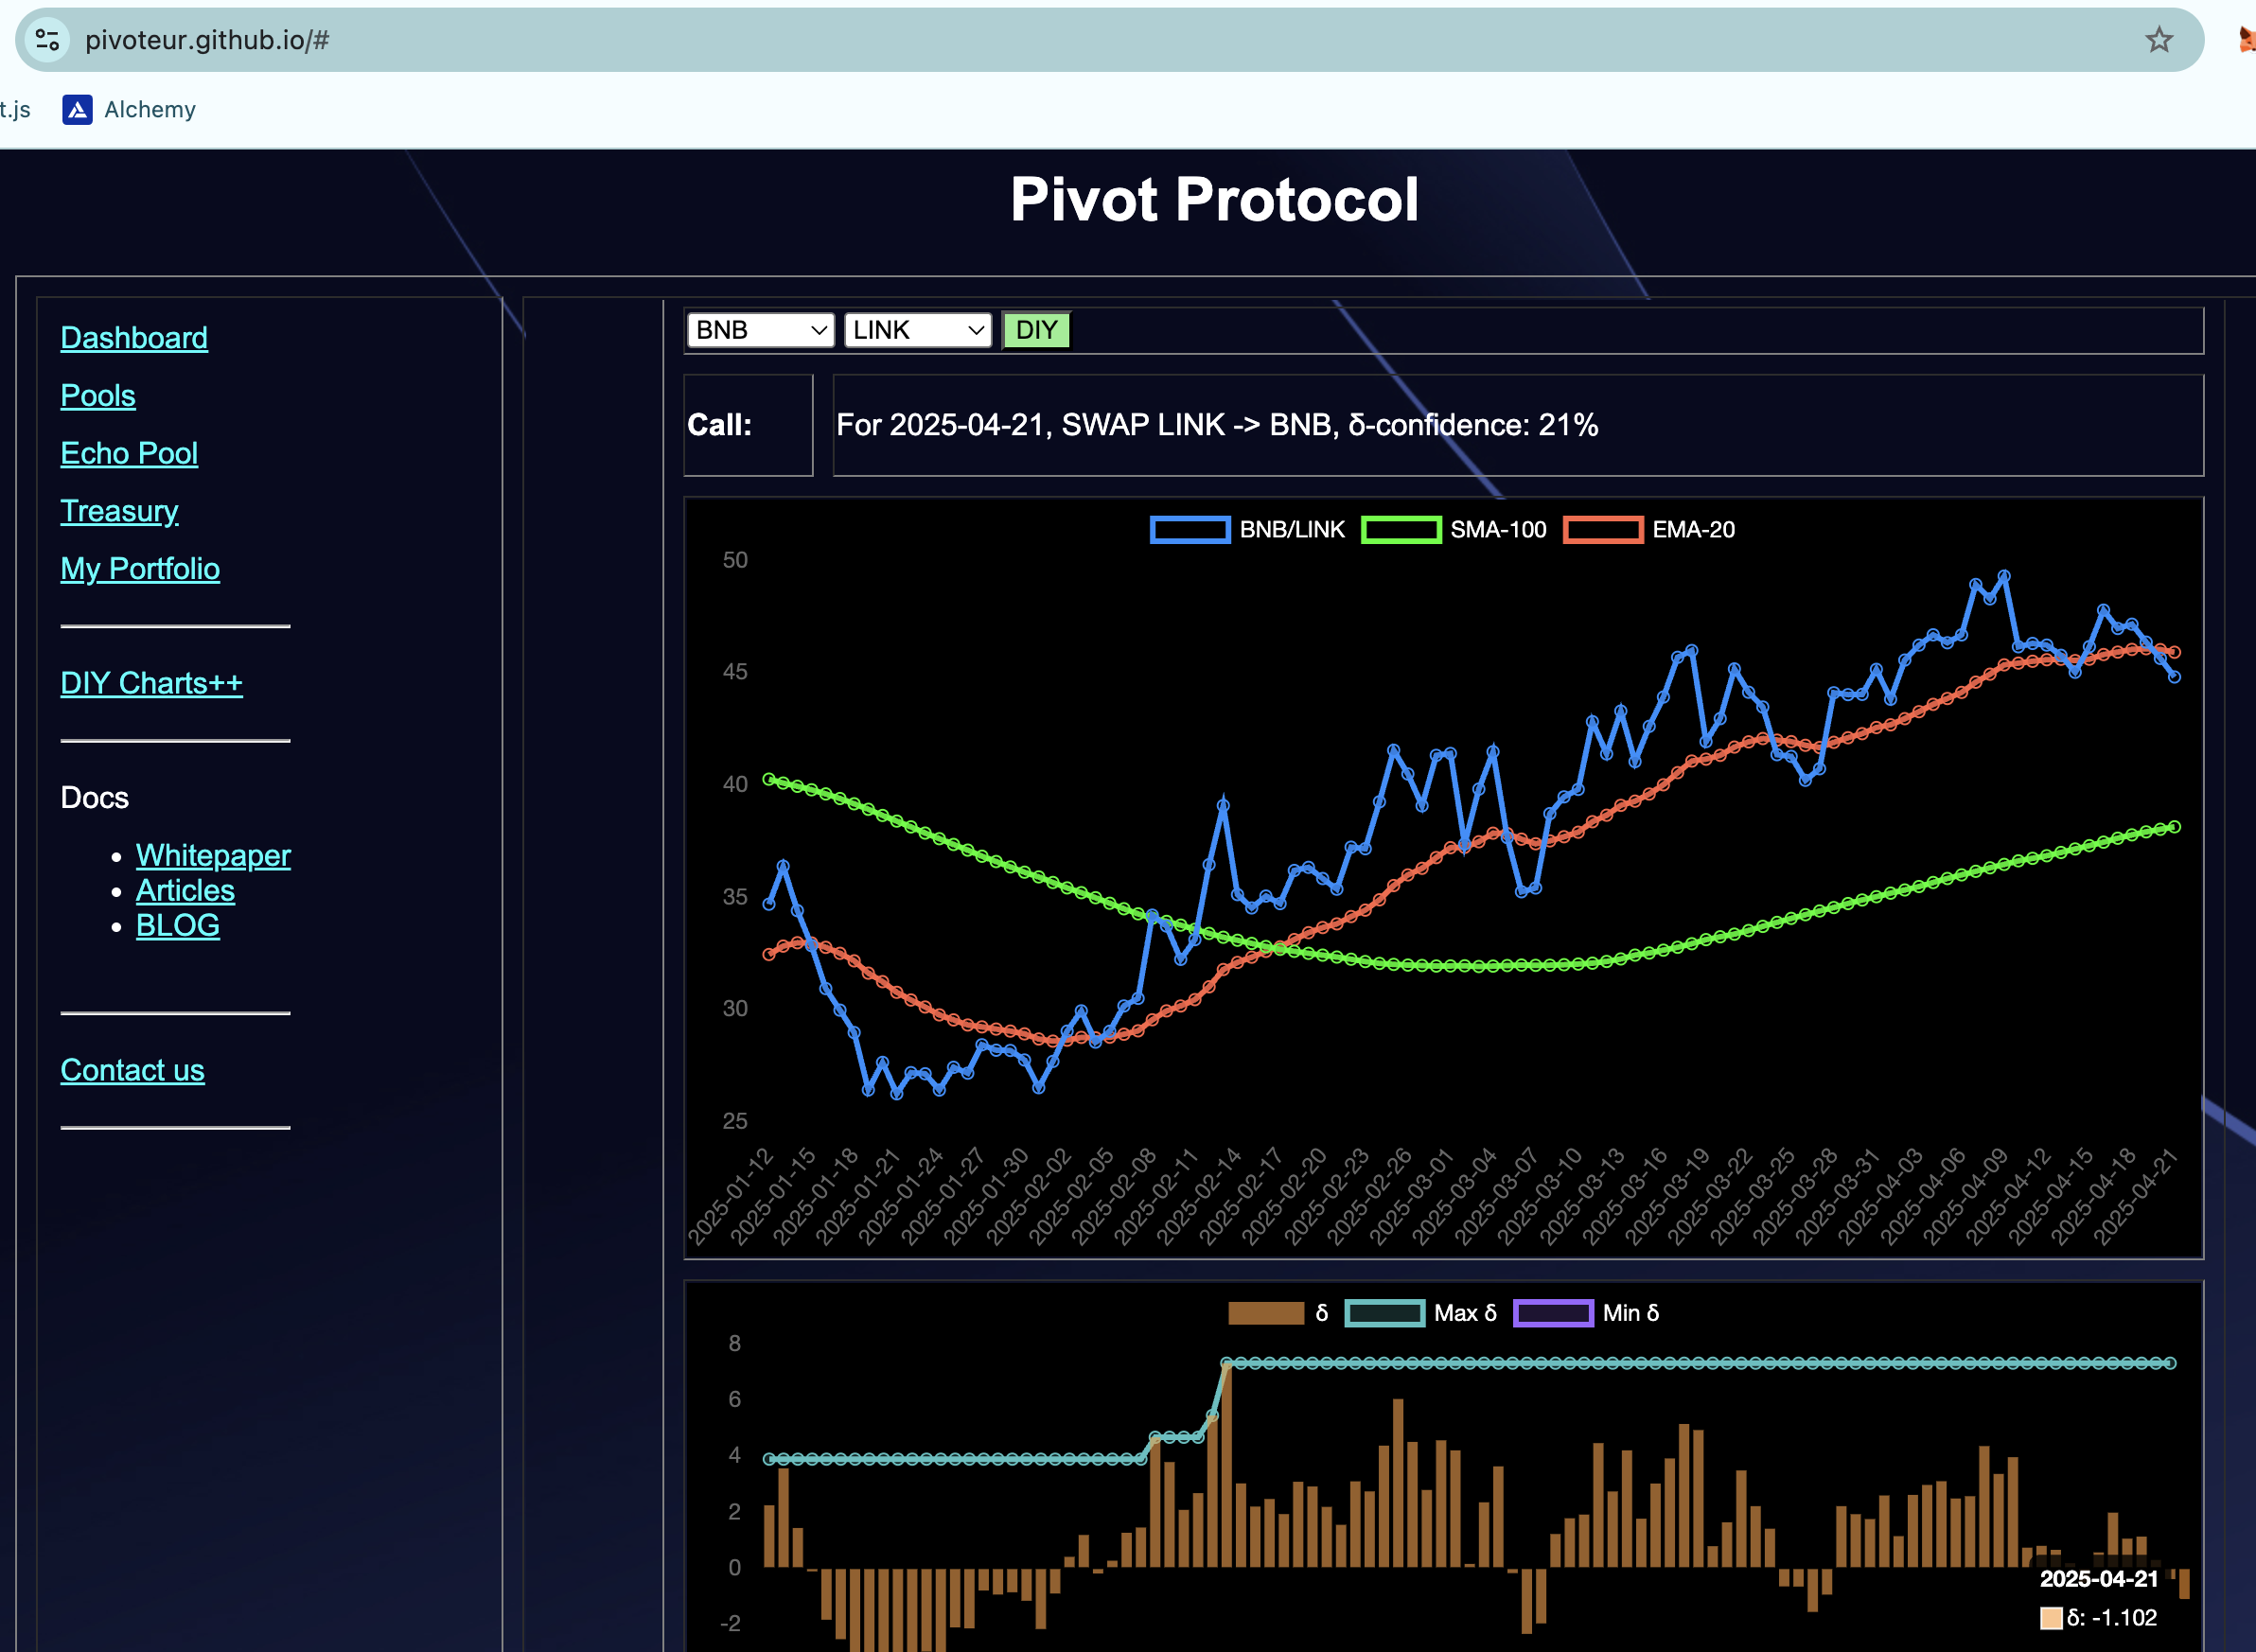 pivoteur.github.io/#
t.js
Alchemy
Pivot Protocol
Dashboard
Pools
Echo Pool
Treasury
My Portfolio
DIY Charts++
Docs
Whitepaper
Articles
BLOG
Contact us
BNB
LINK
DIY
Call:
For 2025-04-21, SWAP LINK -> BNB, δ-confidence: 21%
BNB/LINK
SMA-100
EMA-20
50
45
40
35
30
25
2025-01-12
2025-01-15
2025-01-18
2025-01-21
2025-01-24
2025-01-27
2025-01-30
2025-02-02
2025-02-05
2025-02-08
2025-02-11
2025-02-14
2025-02-17
2025-02-20
2025-02-23
2025-02-26
2025-03-01
2025-03-04
2025-03-07
2025-03-10
2025-03-13
2025-03-16
2025-03-19
2025-03-22
2025-03-25
2025-03-28
2025-03-31
2025-04-03
2025-04-06
2025-04-09
2025-04-12
2025-04-15
2025-04-18
2025-04-21
δ
Max δ
Min δ
8
6
4
2
0
-2
2025-04-21
δ: -1.102